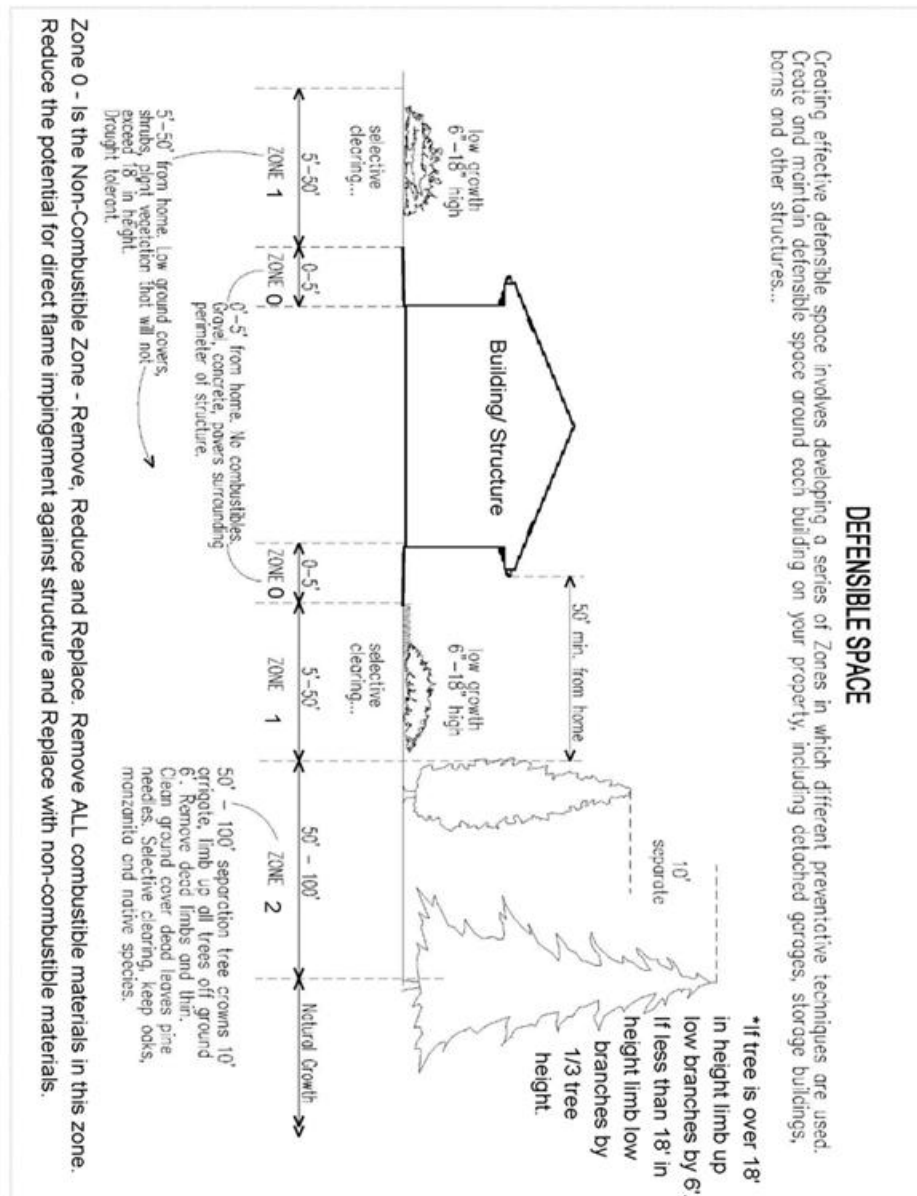 DEFENSIBLE SPACE
Creating effective defensible space involves developing a series of Zones in which different preventative techniques are used.
Create and maintain defensible space around each building on your property, including detached garages, storage buildings,
barns and other structures...
*If tree is over 18'
in height limb up
low branches by 6'
If less than 18' in
height limb low
branches by
1/3 tree
height.
50' min. from home
10'
separate
Building/ Structure
low growth
6"-18" high
selective
clearing...
low growth
6"-18" high
selective
clearing...
5'-50'
ZONE 1
0-5'
ZONE 0
0-5'
ZONE 0
5'-50'
ZONE 1
50' - 100'
ZONE 2
Natural Growth
0'-5' from home. No combustibles.
Gravel, concrete, pavers surrounding
perimeter of structure.
5'-50' from home. Low ground covers,
shrubs, plant vegetation that will not
exceed 18" in height.
Drought tolerant.
50' - 100' separation tree crowns 10'
irrigate, limb up all trees off ground
6'. Remove dead limbs and thin.
Clean ground cover dead leaves pine
needles. Selective clearing, keep oaks,
manzanita and native species.
Zone 0 - Is the Non-Combustible Zone - Remove, Reduce and Replace. Remove ALL combustible materials in this zone.
Reduce the potential for direct flame impingement against structure and Replace with non-combustible materials.